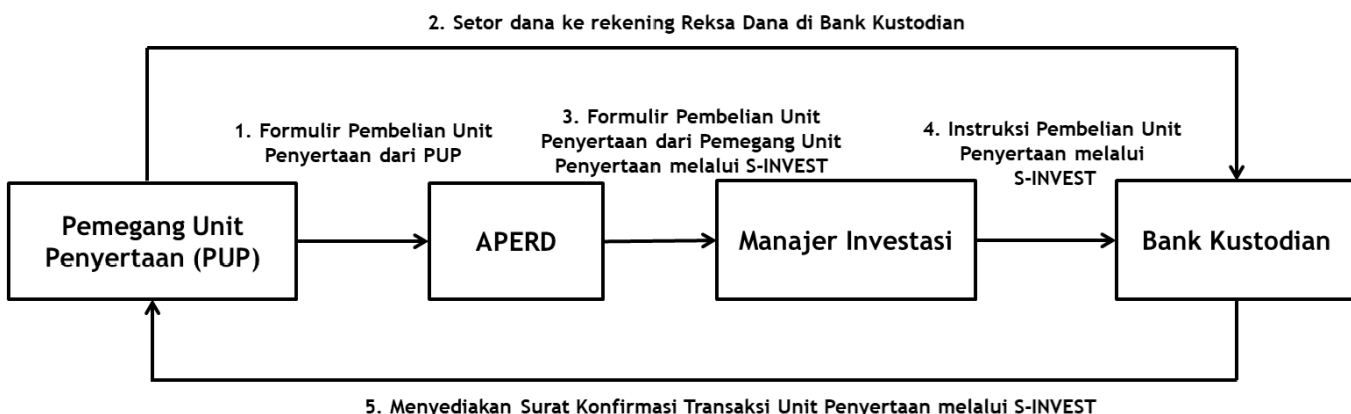 2. Setor dana ke rekening Reksa Dana di Bank Kustodian
1. Formulir Pembelian Unit
Penyertaan dari PUP
3. Formulir Pembelian Unit
Penyertaan dari Pemegang Unit
Penyertaan melalui S-INVEST
4. Instruksi Pembelian Unit
Penyertaan melalui
S-INVEST
Pemegang Unit
Penyertaan (PUP)
APERD
Manajer Investasi
Bank Kustodian
5. Menyediakan Surat Konfirmasi Transaksi Unit Penyertaan melalui S-INVEST